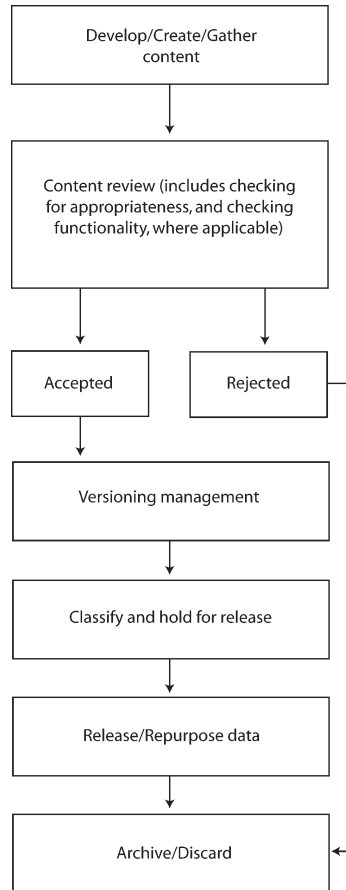 Develop/Create/Gather
content
Content review (includes checking
for appropriateness, and checking
functionality, where applicable)
Accepted
Rejected
Versioning management
Classify and hold for release
Release/Repurpose data
Archive/Discard